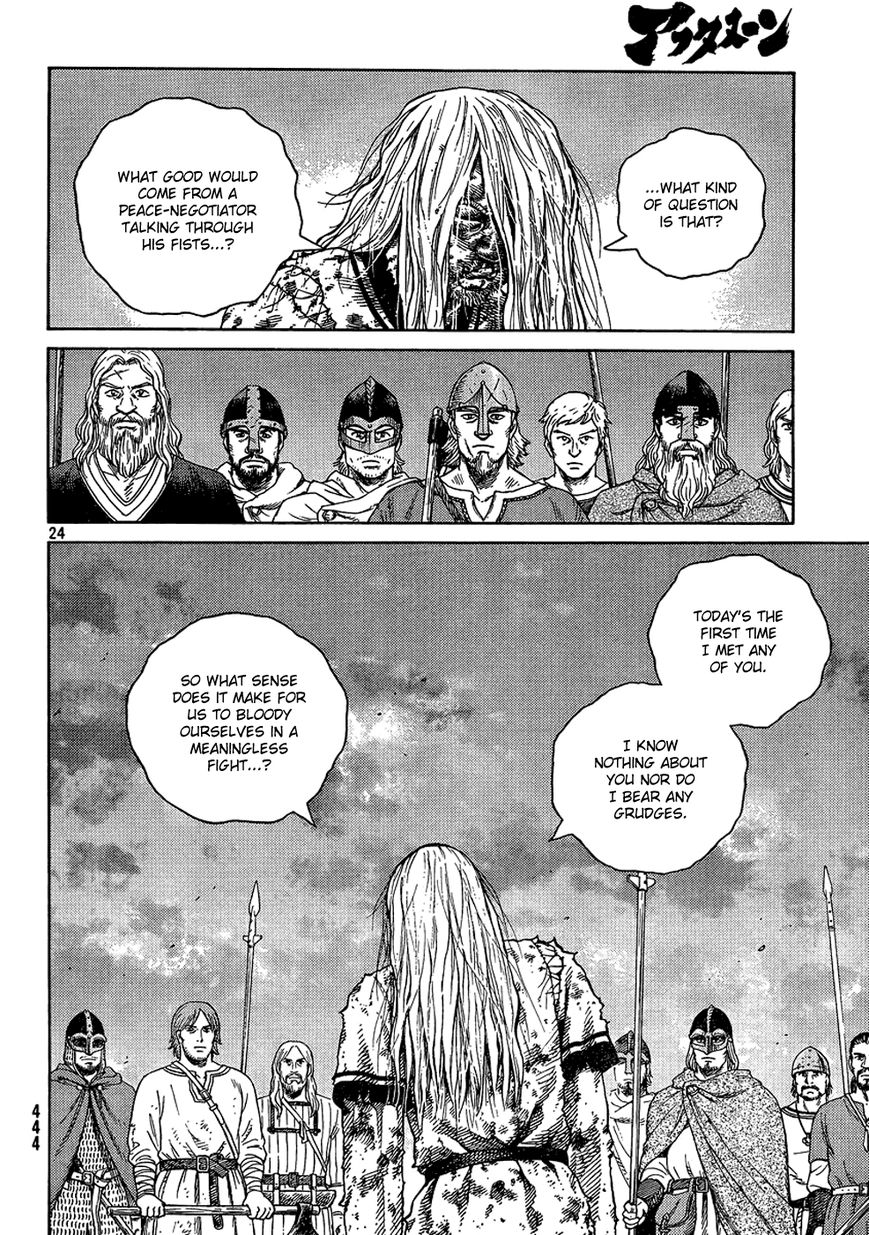 アフタヌーン
...WHAT KIND
OF QUESTION
IS THAT?
WHAT GOOD WOULD
COME FROM A
PEACE-NEGOTIATOR
TALKING THROUGH
HIS FISTS...?
24
TODAY'S THE
FIRST TIME
I MET ANY
OF YOU.
I KNOW
NOTHING ABOUT
YOU NOR DO
I BEAR ANY
GRUDGES.
SO WHAT SENSE
DOES IT MAKE FOR
US TO BLOODY
OURSELVES IN A
MEANINGLESS
FIGHT...?
444